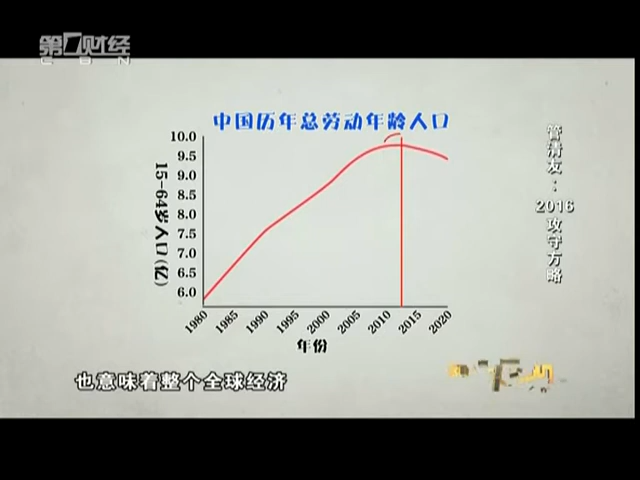 第一财经
CBN
中国历年总劳动年龄人口
10.0
9.5
9.0
8.5
8.0
7.5
7.0
6.5
6.0
15-64岁人口(亿)
1980
1985
1990
1995
2000
2005
2010
2015
2020
年份
管清友：2016攻守方略
也意味着整个全球经济